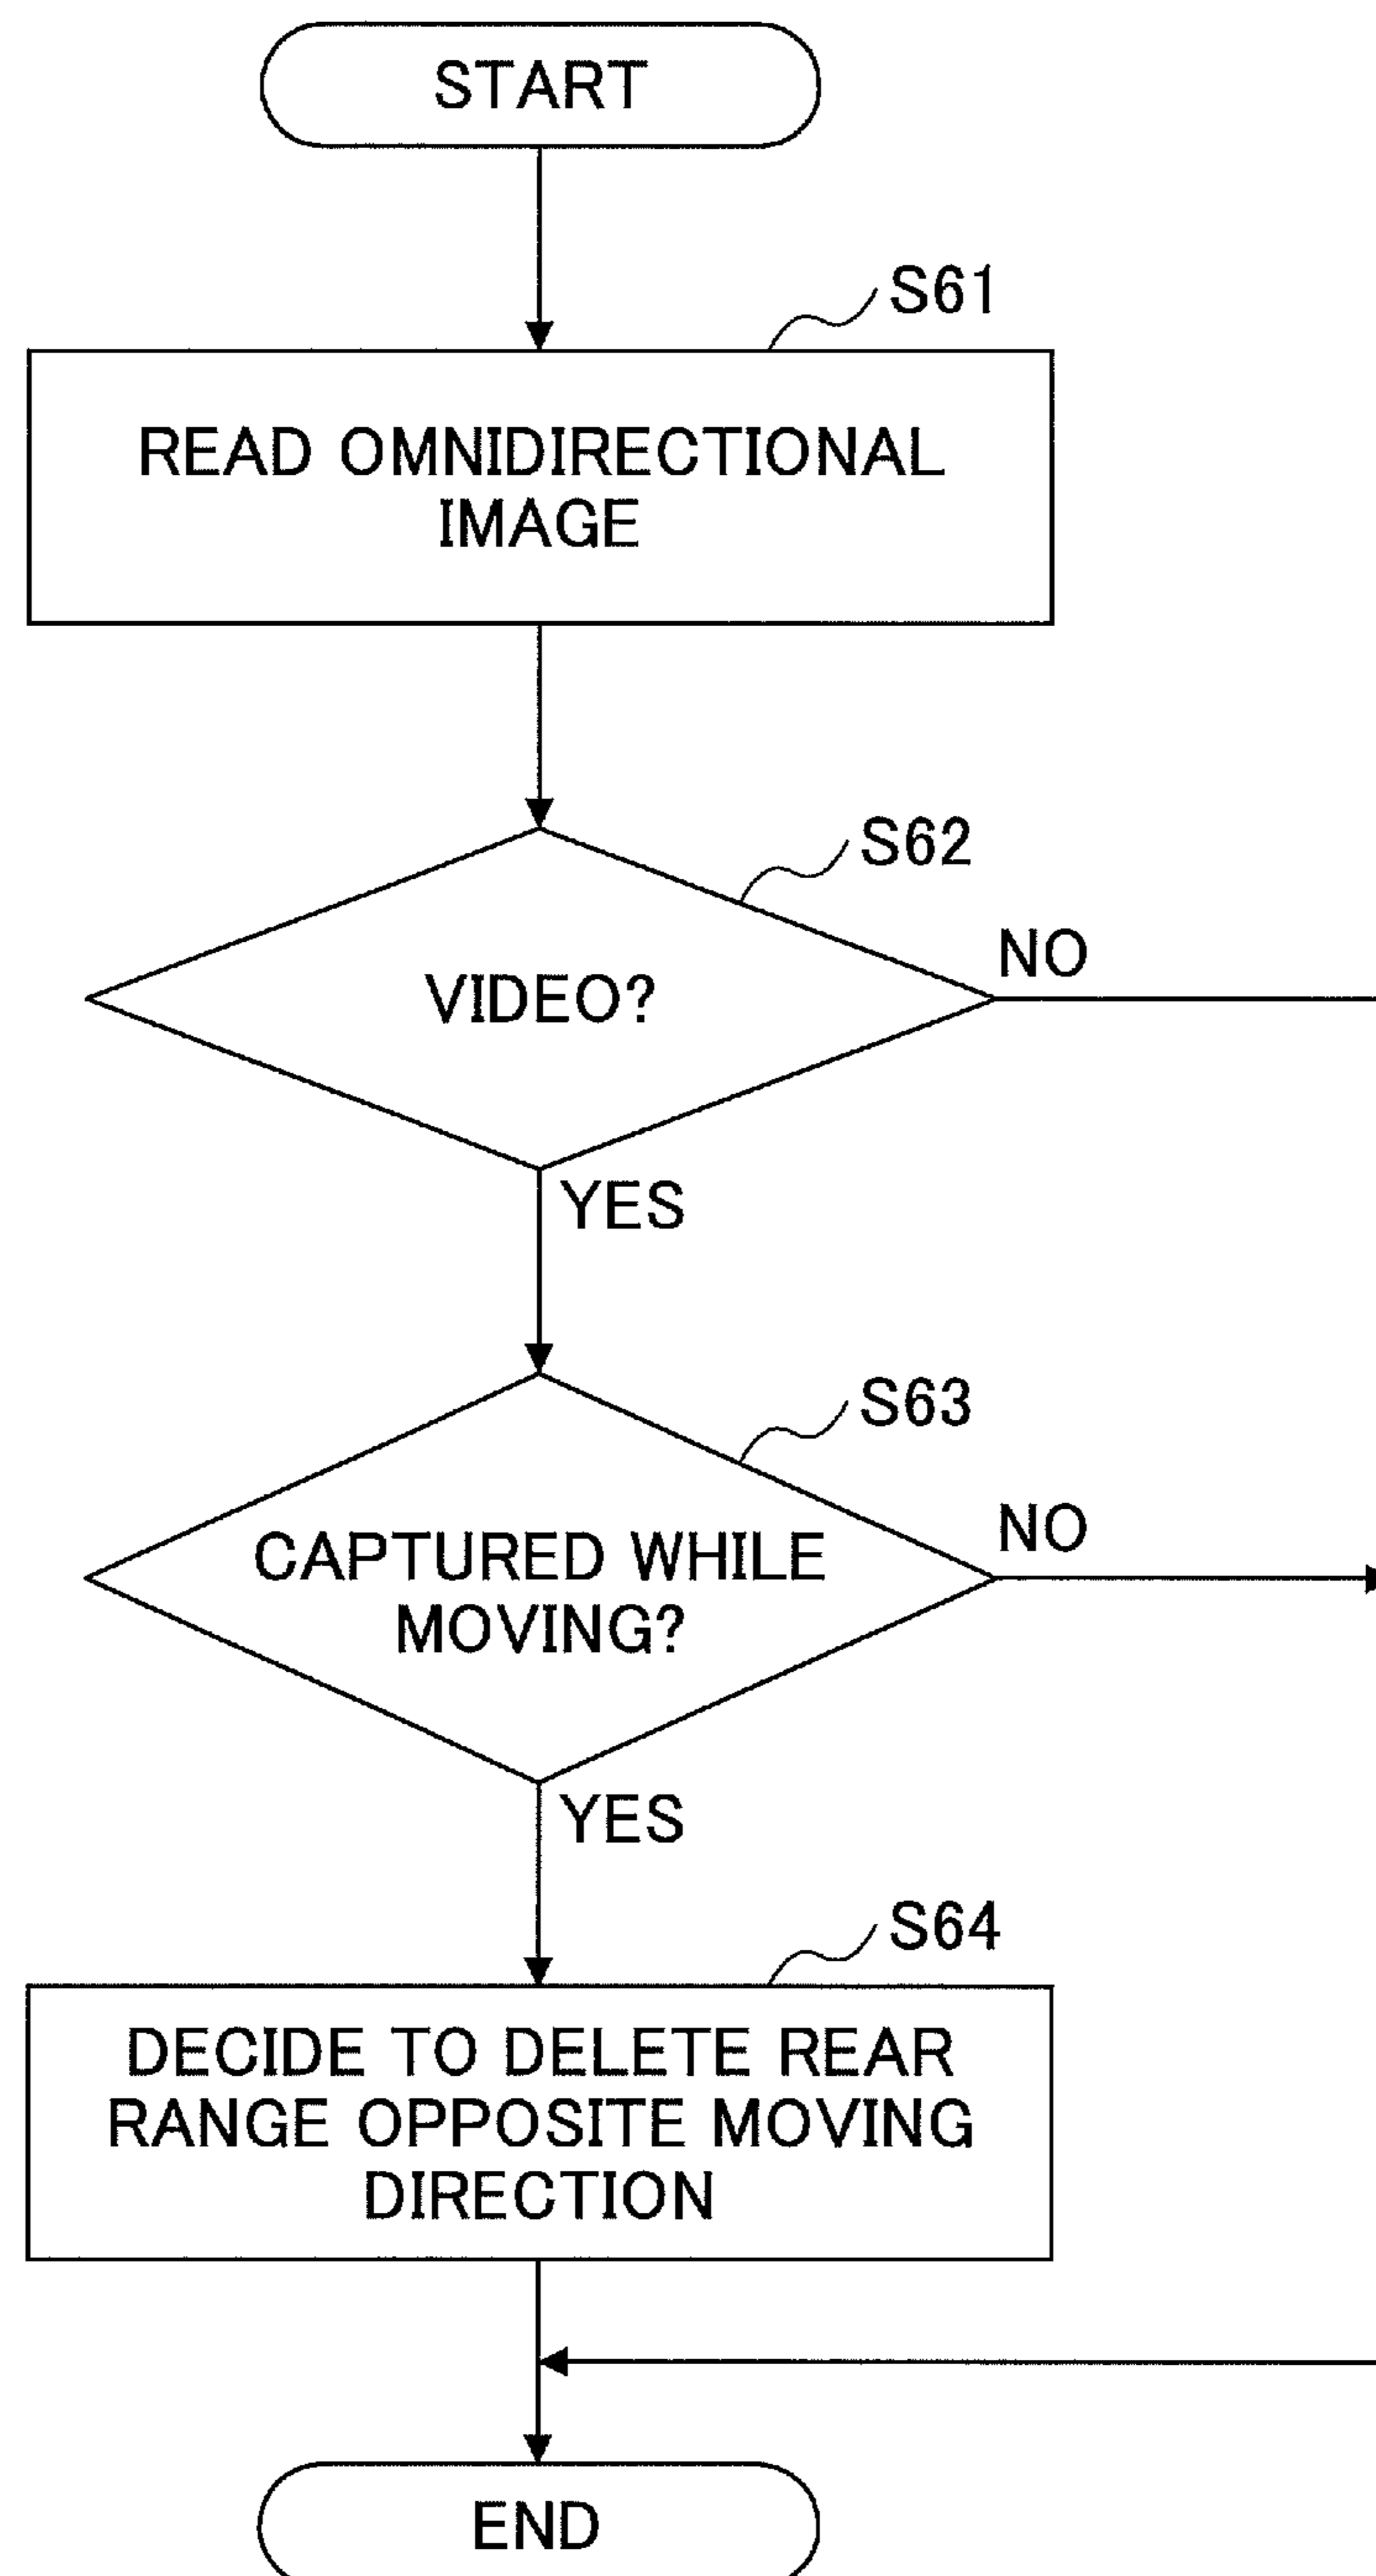 START
S61
READ OMNIDIRECTIONAL
IMAGE
S62
VIDEO?
NO
YES
S63
CAPTURED WHILE
MOVING?
NO
YES
S64
DECIDE TO DELETE REAR
RANGE OPPOSITE MOVING
DIRECTION
END